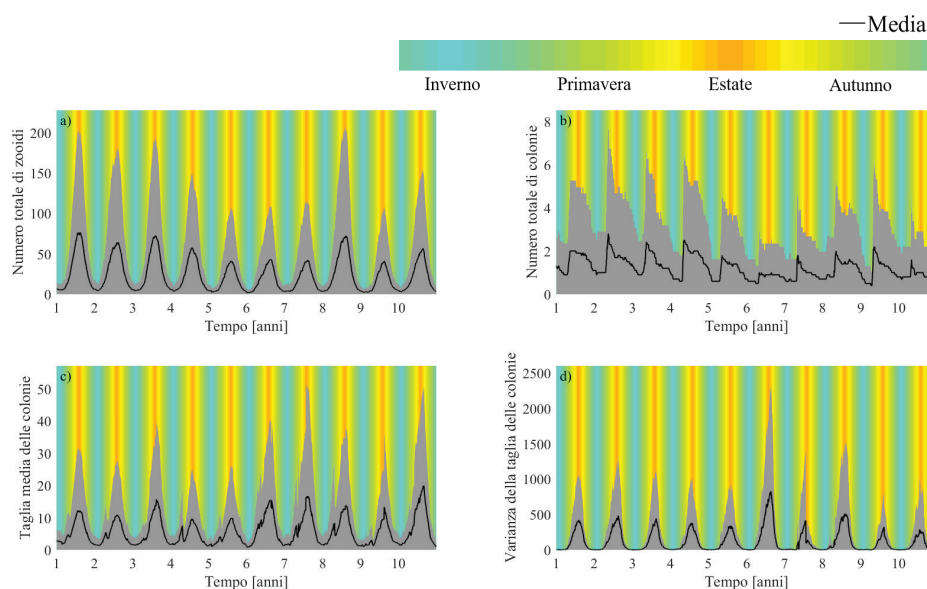 Media
Inverno Primavera Estate Autunno
a)
200
150
100
50
0
Numero totale di zooidi
1 2 3 4 5 6 7 8 9 10
Tempo [anni]
b)
8
6
4
2
0
Numero totale di colonie
1 2 3 4 5 6 7 8 9 10
Tempo [anni]
c)
50
40
30
20
10
0
Taglia media delle colonie
1 2 3 4 5 6 7 8 9 10
Tempo [anni]
d)
2500
2000
1500
1000
500
0
Varianza della taglia delle colonie
1 2 3 4 5 6 7 8 9 10
Tempo [anni]